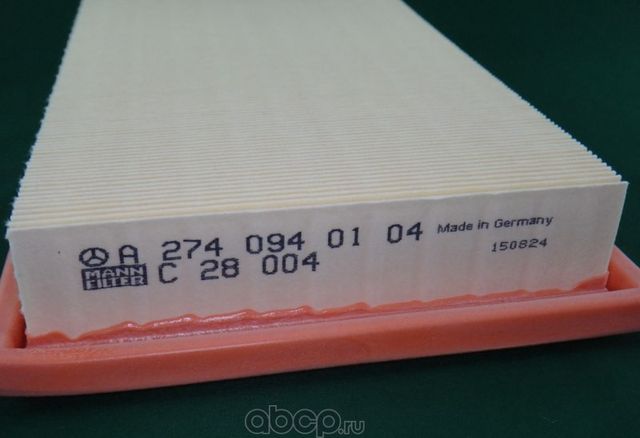 A 274 094 01 04 Made in Germany
MANN FILTER C 28 004 150824
abcp.ru